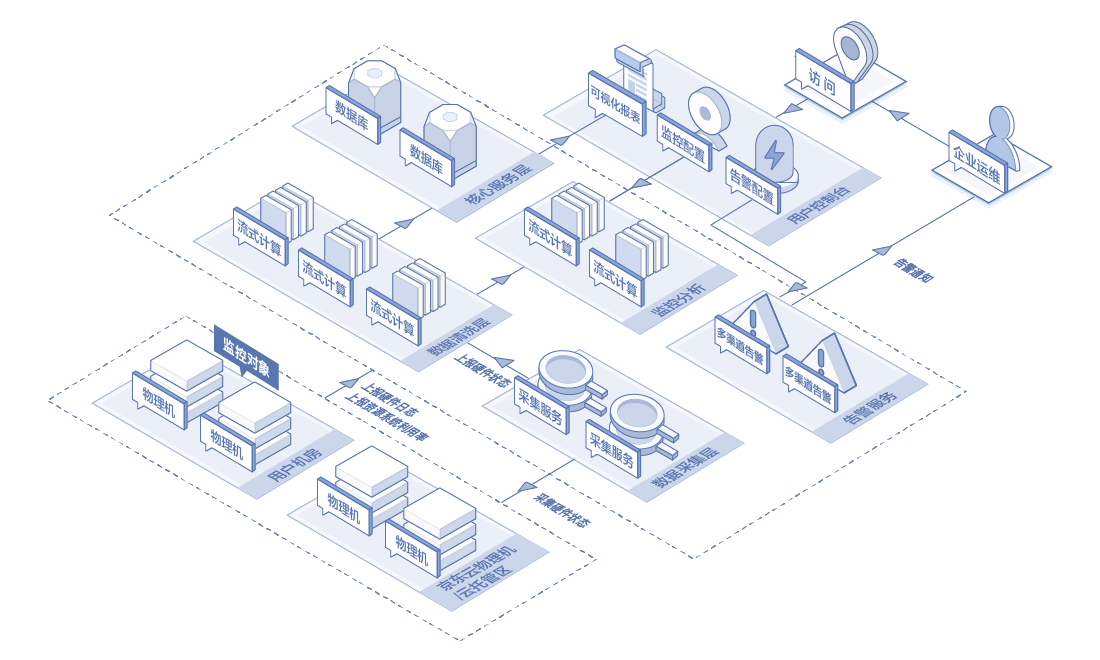 访问
企业运维
可视化报表
监控配置
告警配置
用户控制台
数据库
数据库
核心服务层
流式计算
流式计算
流式计算
数据清洗层
流式计算
流式计算
监控分析
告警通知
多渠道告警
多渠道告警
告警服务
监控对象
物理机
物理机
用户机房
上报硬件日志
上报资源系统利用率
上报硬件状态
采集服务
采集服务
数据采集层
采集硬件状态
物理机
物理机
京东云物理机
/云托管区